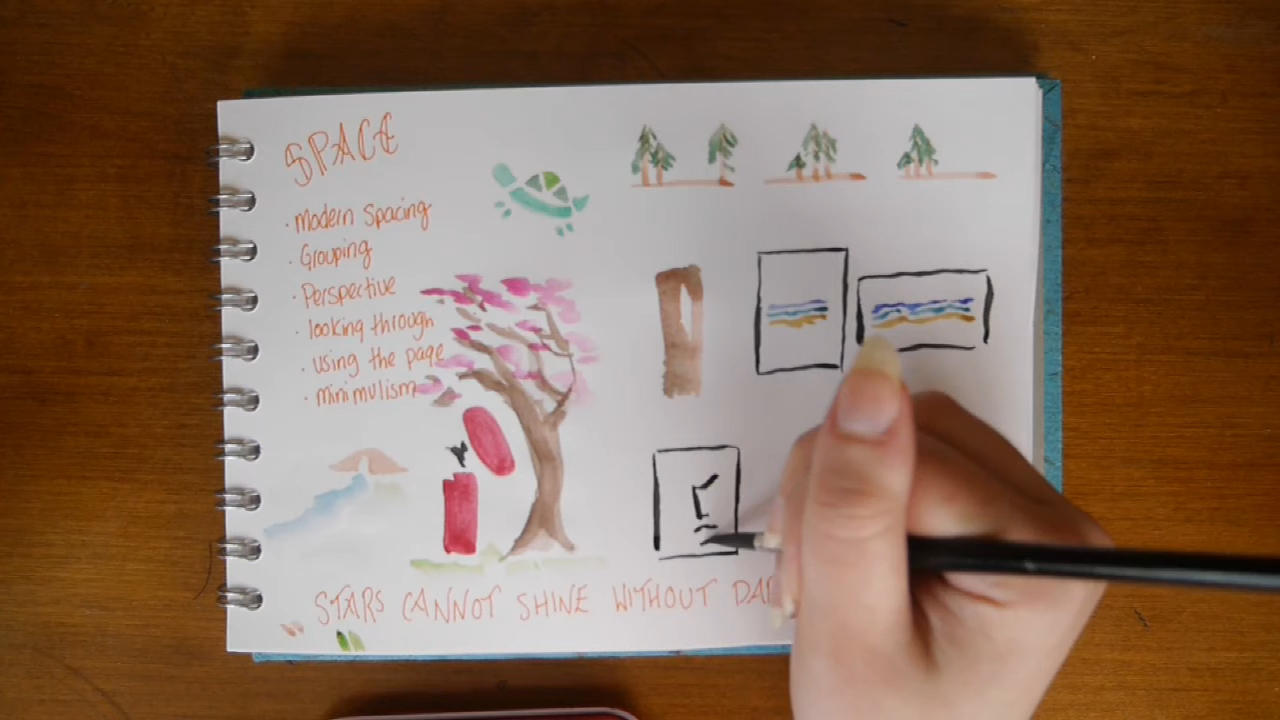 SPACE
· Modern Spacing
· Grouping
· Perspective
· looking through
· using the page
· minimulism
STARS CANNOT SHINE WITHOUT